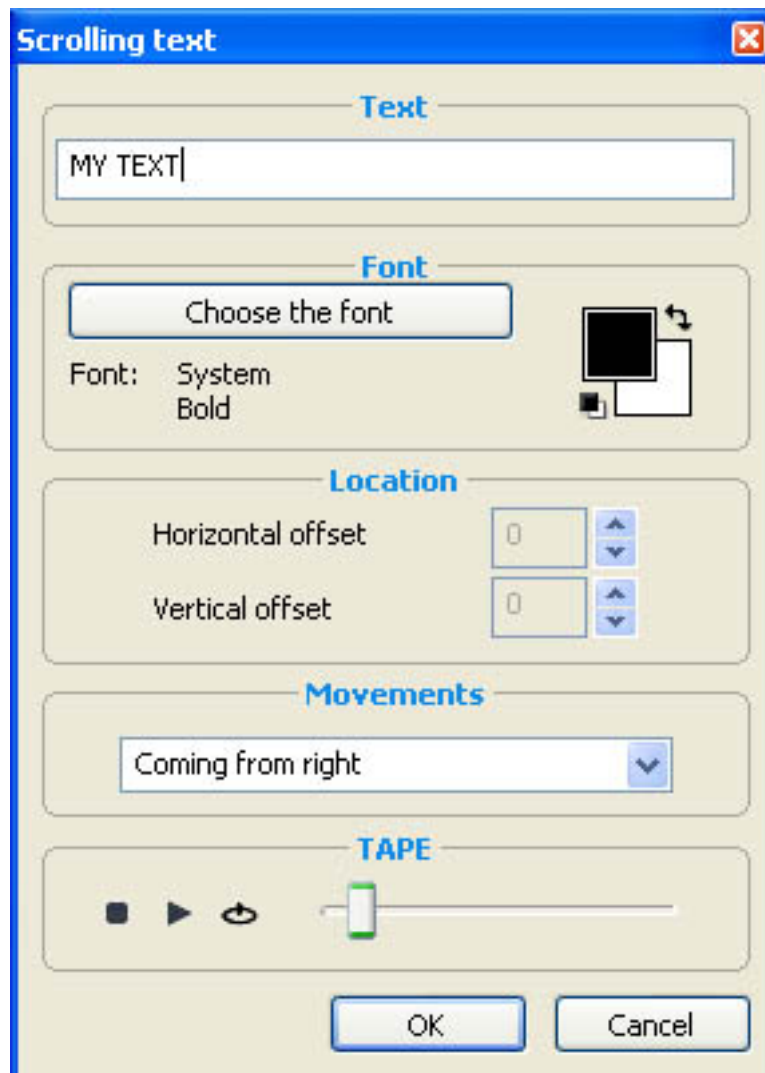 Scrolling text
Text
MY TEXT
Font
Choose the font
Font: System
Bold
Location
Horizontal offset 0
Vertical offset 0
Movements
Coming from right
TAPE
OK Cancel